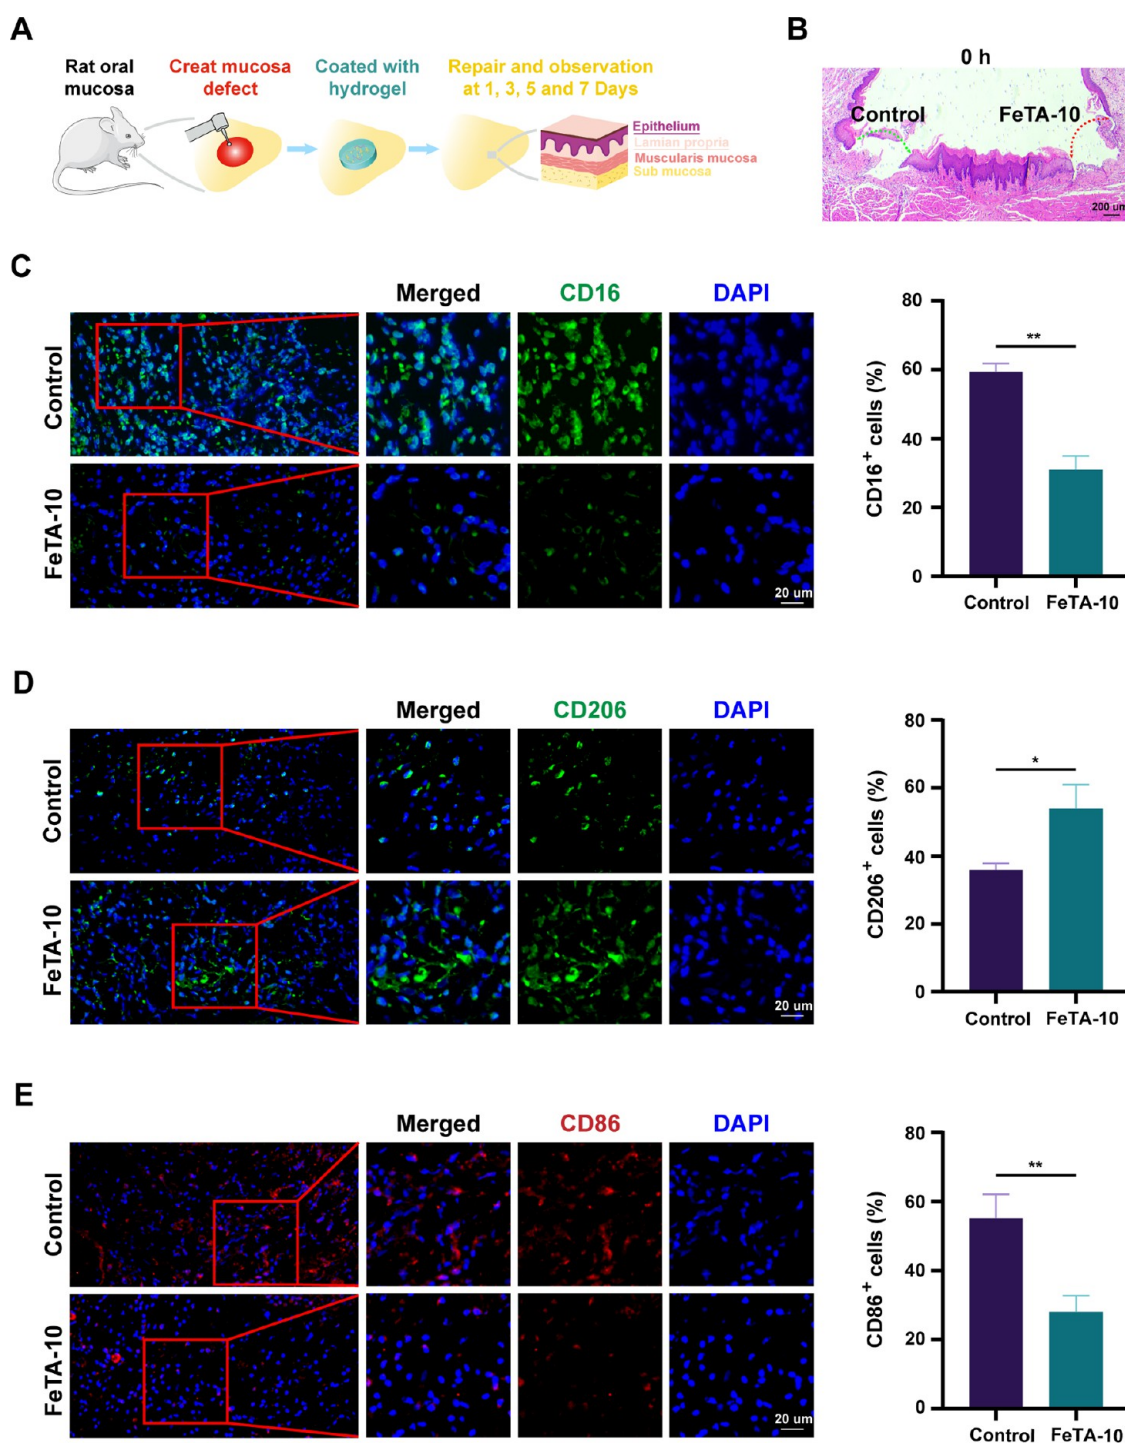 A
Rat oral
mucosa
Creat mucosa
defect
Coated with
hydrogel
Repair and observation
at 1, 3, 5 and 7 Days
Epithelium
Lamian propria
Muscularis mucosa
Sub mucosa
B
0 h
Control
FeTA-10
200 um
C
Merged
CD16
DAPI
Control
FeTA-10
20 um
80
60
40
20
0
CD16+ cells (%)
**
Control
FeTA-10
D
Merged
CD206
DAPI
Control
FeTA-10
20 um
80
60
40
20
0
CD206+ cells (%)
*
Control
FeTA-10
E
Merged
CD86
DAPI
Control
FeTA-10
20 um
80
60
40
20
0
CD86+ cells (%)
**
Control
FeTA-10